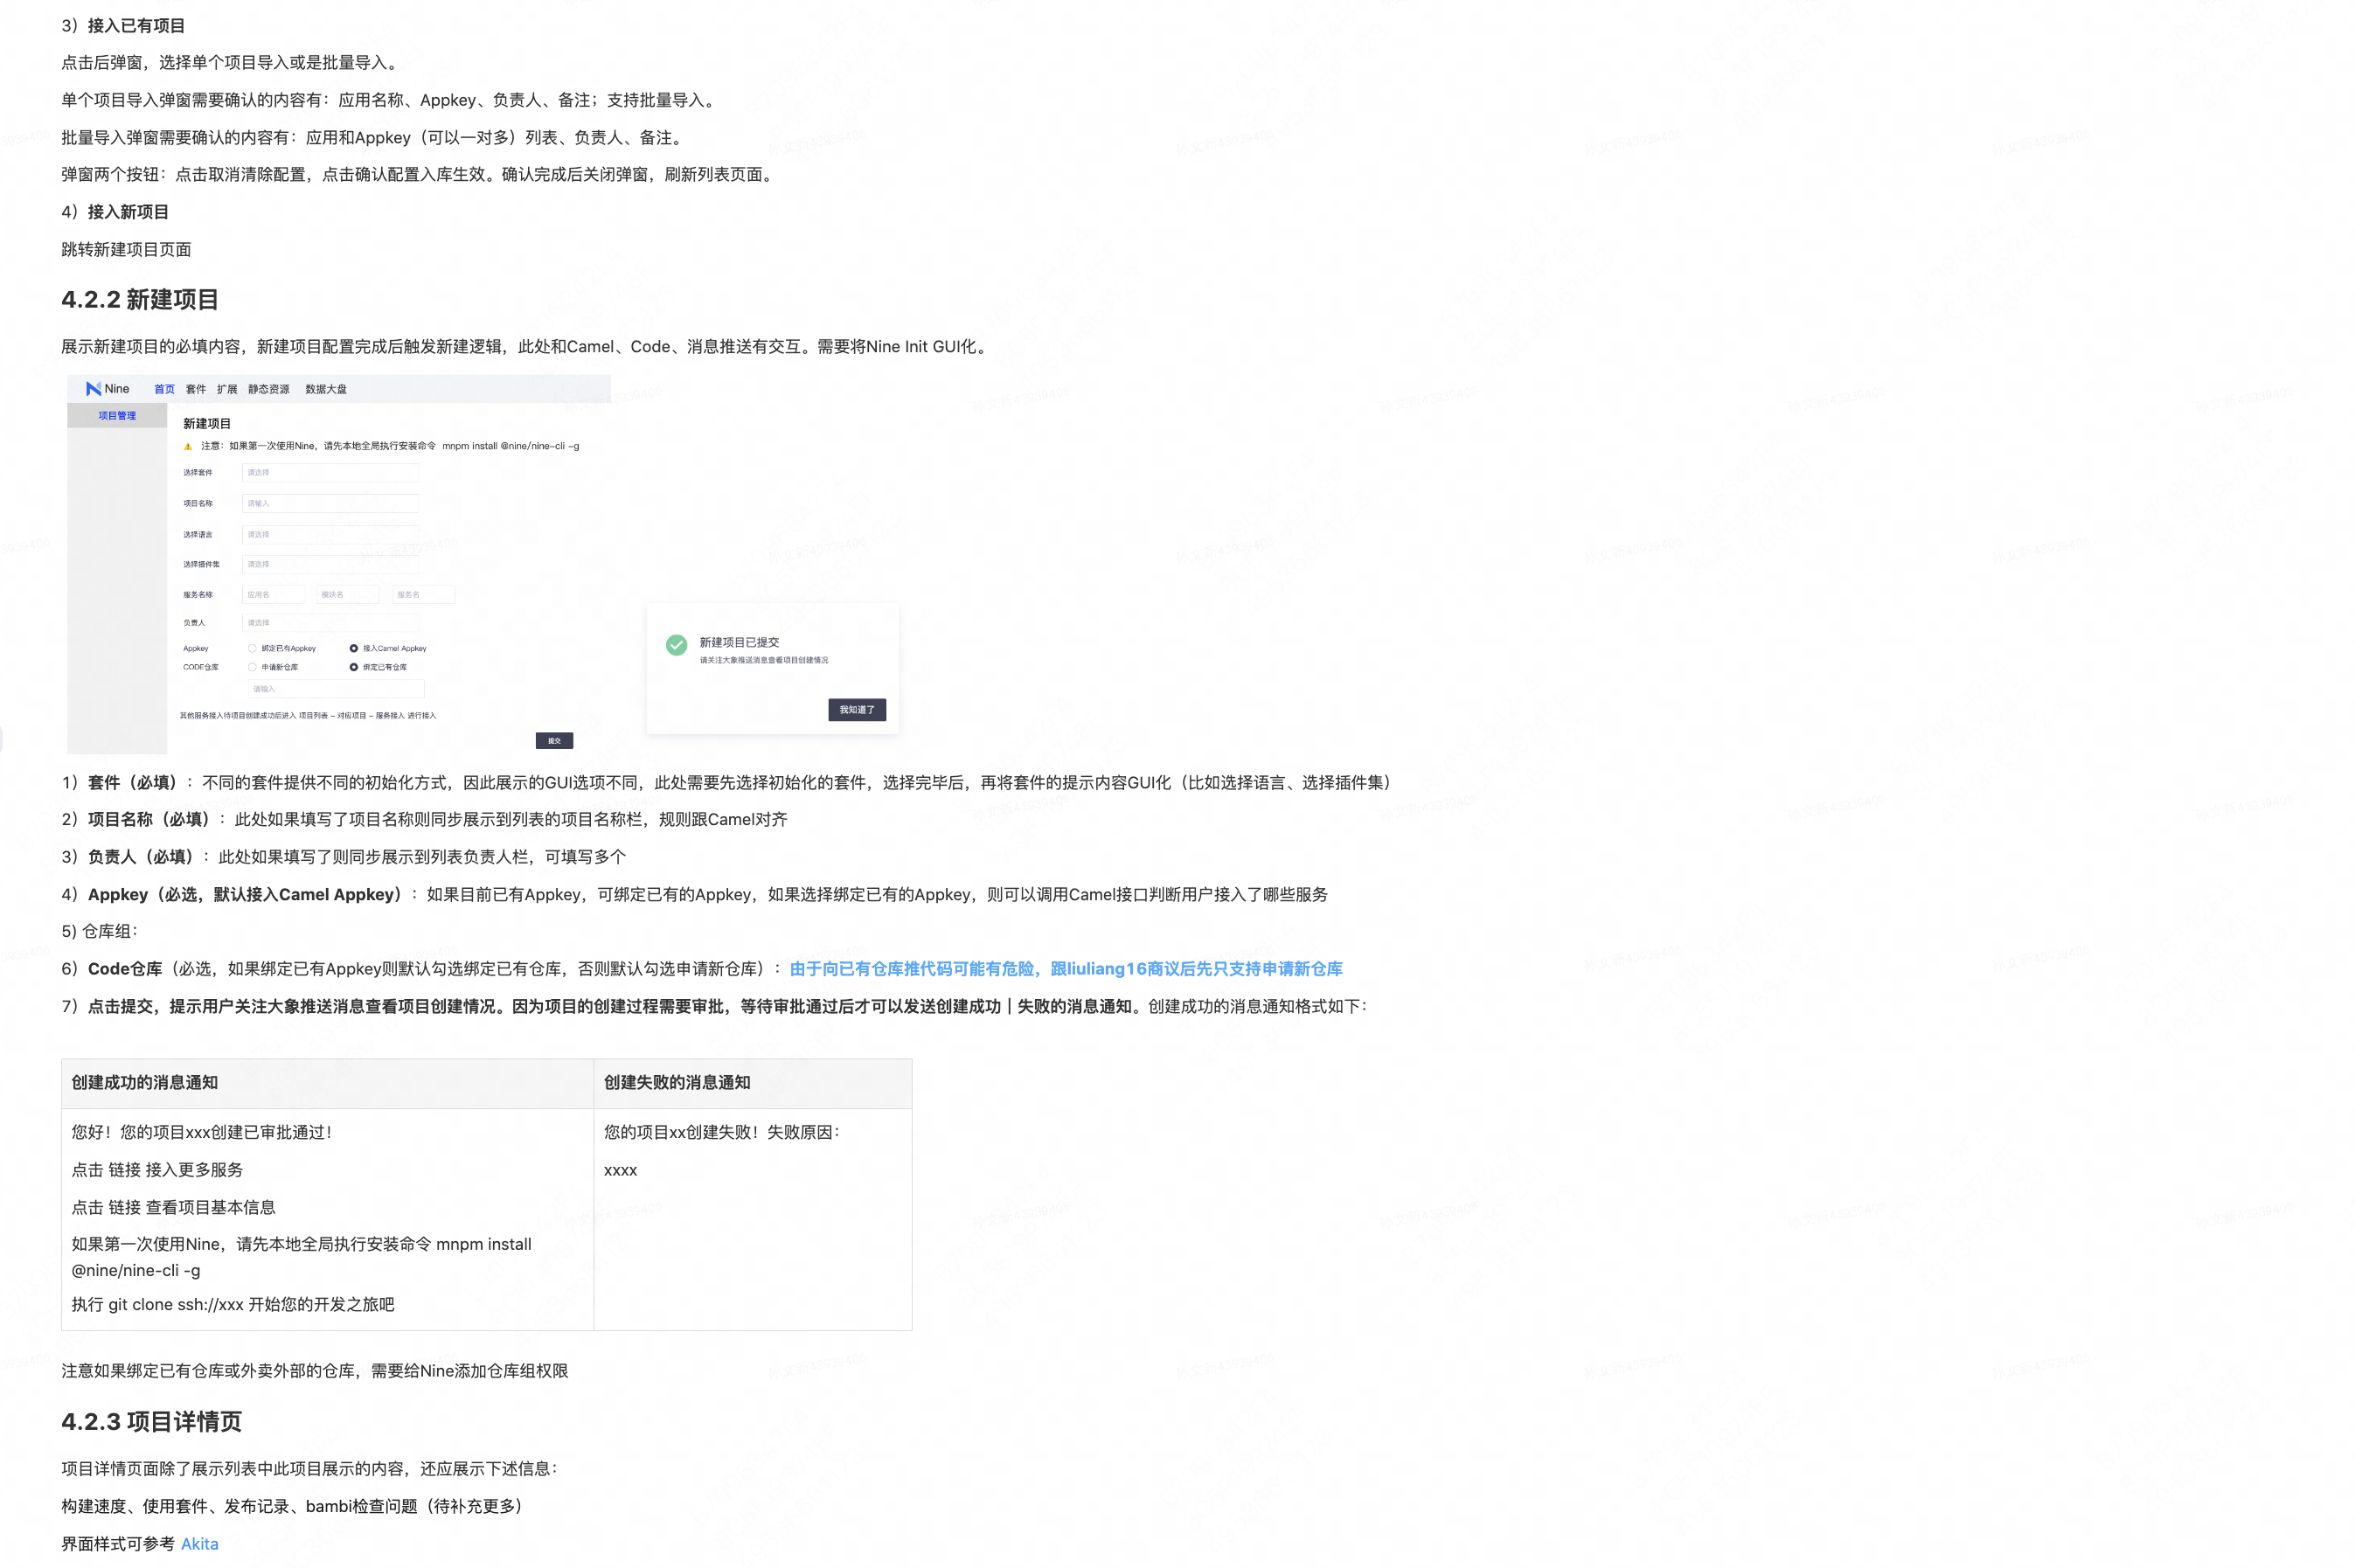 3）接入已有项目
点击后弹窗，选择单个项目导入或是批量导入。
单个项目导入弹窗需要确认的内容有：应用名称、Appkey、负责人、备注；支持批量导入。
批量导入弹窗需要确认的内容有：应用和Appkey（可以一对多）列表、负责人、备注。
弹窗两个按钮：点击取消清除配置，点击确认配置入库生效。确认完成后关闭弹窗，刷新列表页面。
4）接入新项目
跳转新建项目页面
4.2.2 新建项目
展示新建项目的必填内容，新建项目配置完成后触发新建逻辑，此处和Camel、Code、消息推送有交互。需要将Nine Init GUI化。
Nine 首页 套件 扩展 静态资源 数据大盘
项目管理
新建项目
注意：如果第一次使用Nine，请先本地全局执行安装命令 mnpm install @nine/nine-cli -g
选择套件 请选择
项目名称 请输入
选择语言 请选择
选择插件集 请选择
服务名称 应用名 模块名 服务名
负责人 请选择
Appkey 绑定已有Appkey 接入Camel Appkey
CODE仓库 申请新仓库 绑定已有仓库
请输入
其他服务接入待项目创建成功后进入 项目列表 - 对应项目 - 服务接入 进行接入
提交
新建项目已提交
请关注大象推送消息查看项目创建情况
我知道了
1）套件（必填）：不同的套件提供不同的初始化方式，因此展示的GUI选项不同，此处需要先选择初始化的套件，选择完毕后，再将套件的提示内容GUI化（比如选择语言、选择插件集）
2）项目名称（必填）：此处如果填写了项目名称则同步展示到列表的项目名称栏，规则跟Camel对齐
3）负责人（必填）：此处如果填写了则同步展示到列表负责人栏，可填写多个
4）Appkey（必选，默认接入Camel Appkey）：如果目前已有Appkey，可绑定已有的Appkey，如果选择绑定已有的Appkey，则可以调用Camel接口判断用户接入了哪些服务
5) 仓库组：
6）Code仓库（必选，如果绑定已有Appkey则默认勾选绑定已有仓库，否则默认勾选申请新仓库）：由于向已有仓库推代码可能有危险，跟liuliang16商议后先只支持申请新仓库
7）点击提交，提示用户关注大象推送消息查看项目创建情况。因为项目的创建过程需要审批，等待审批通过后才可以发送创建成功｜失败的消息通知。创建成功的消息通知格式如下：
创建成功的消息通知
创建失败的消息通知
您好！您的项目xxx创建已审批通过！
点击 链接 接入更多服务
点击 链接 查看项目基本信息
如果第一次使用Nine，请先本地全局执行安装命令 mnpm install
@nine/nine-cli -g
执行 git clone ssh://xxx 开始您的开发之旅吧
您的项目xx创建失败！失败原因：
xxxx
注意如果绑定已有仓库或外卖外部的仓库，需要给Nine添加仓库组权限
4.2.3 项目详情页
项目详情页面除了展示列表中此项目展示的内容，还应展示下述信息：
构建速度、使用套件、发布记录、bambi检查问题（待补充更多）
界面样式可参考 Akita